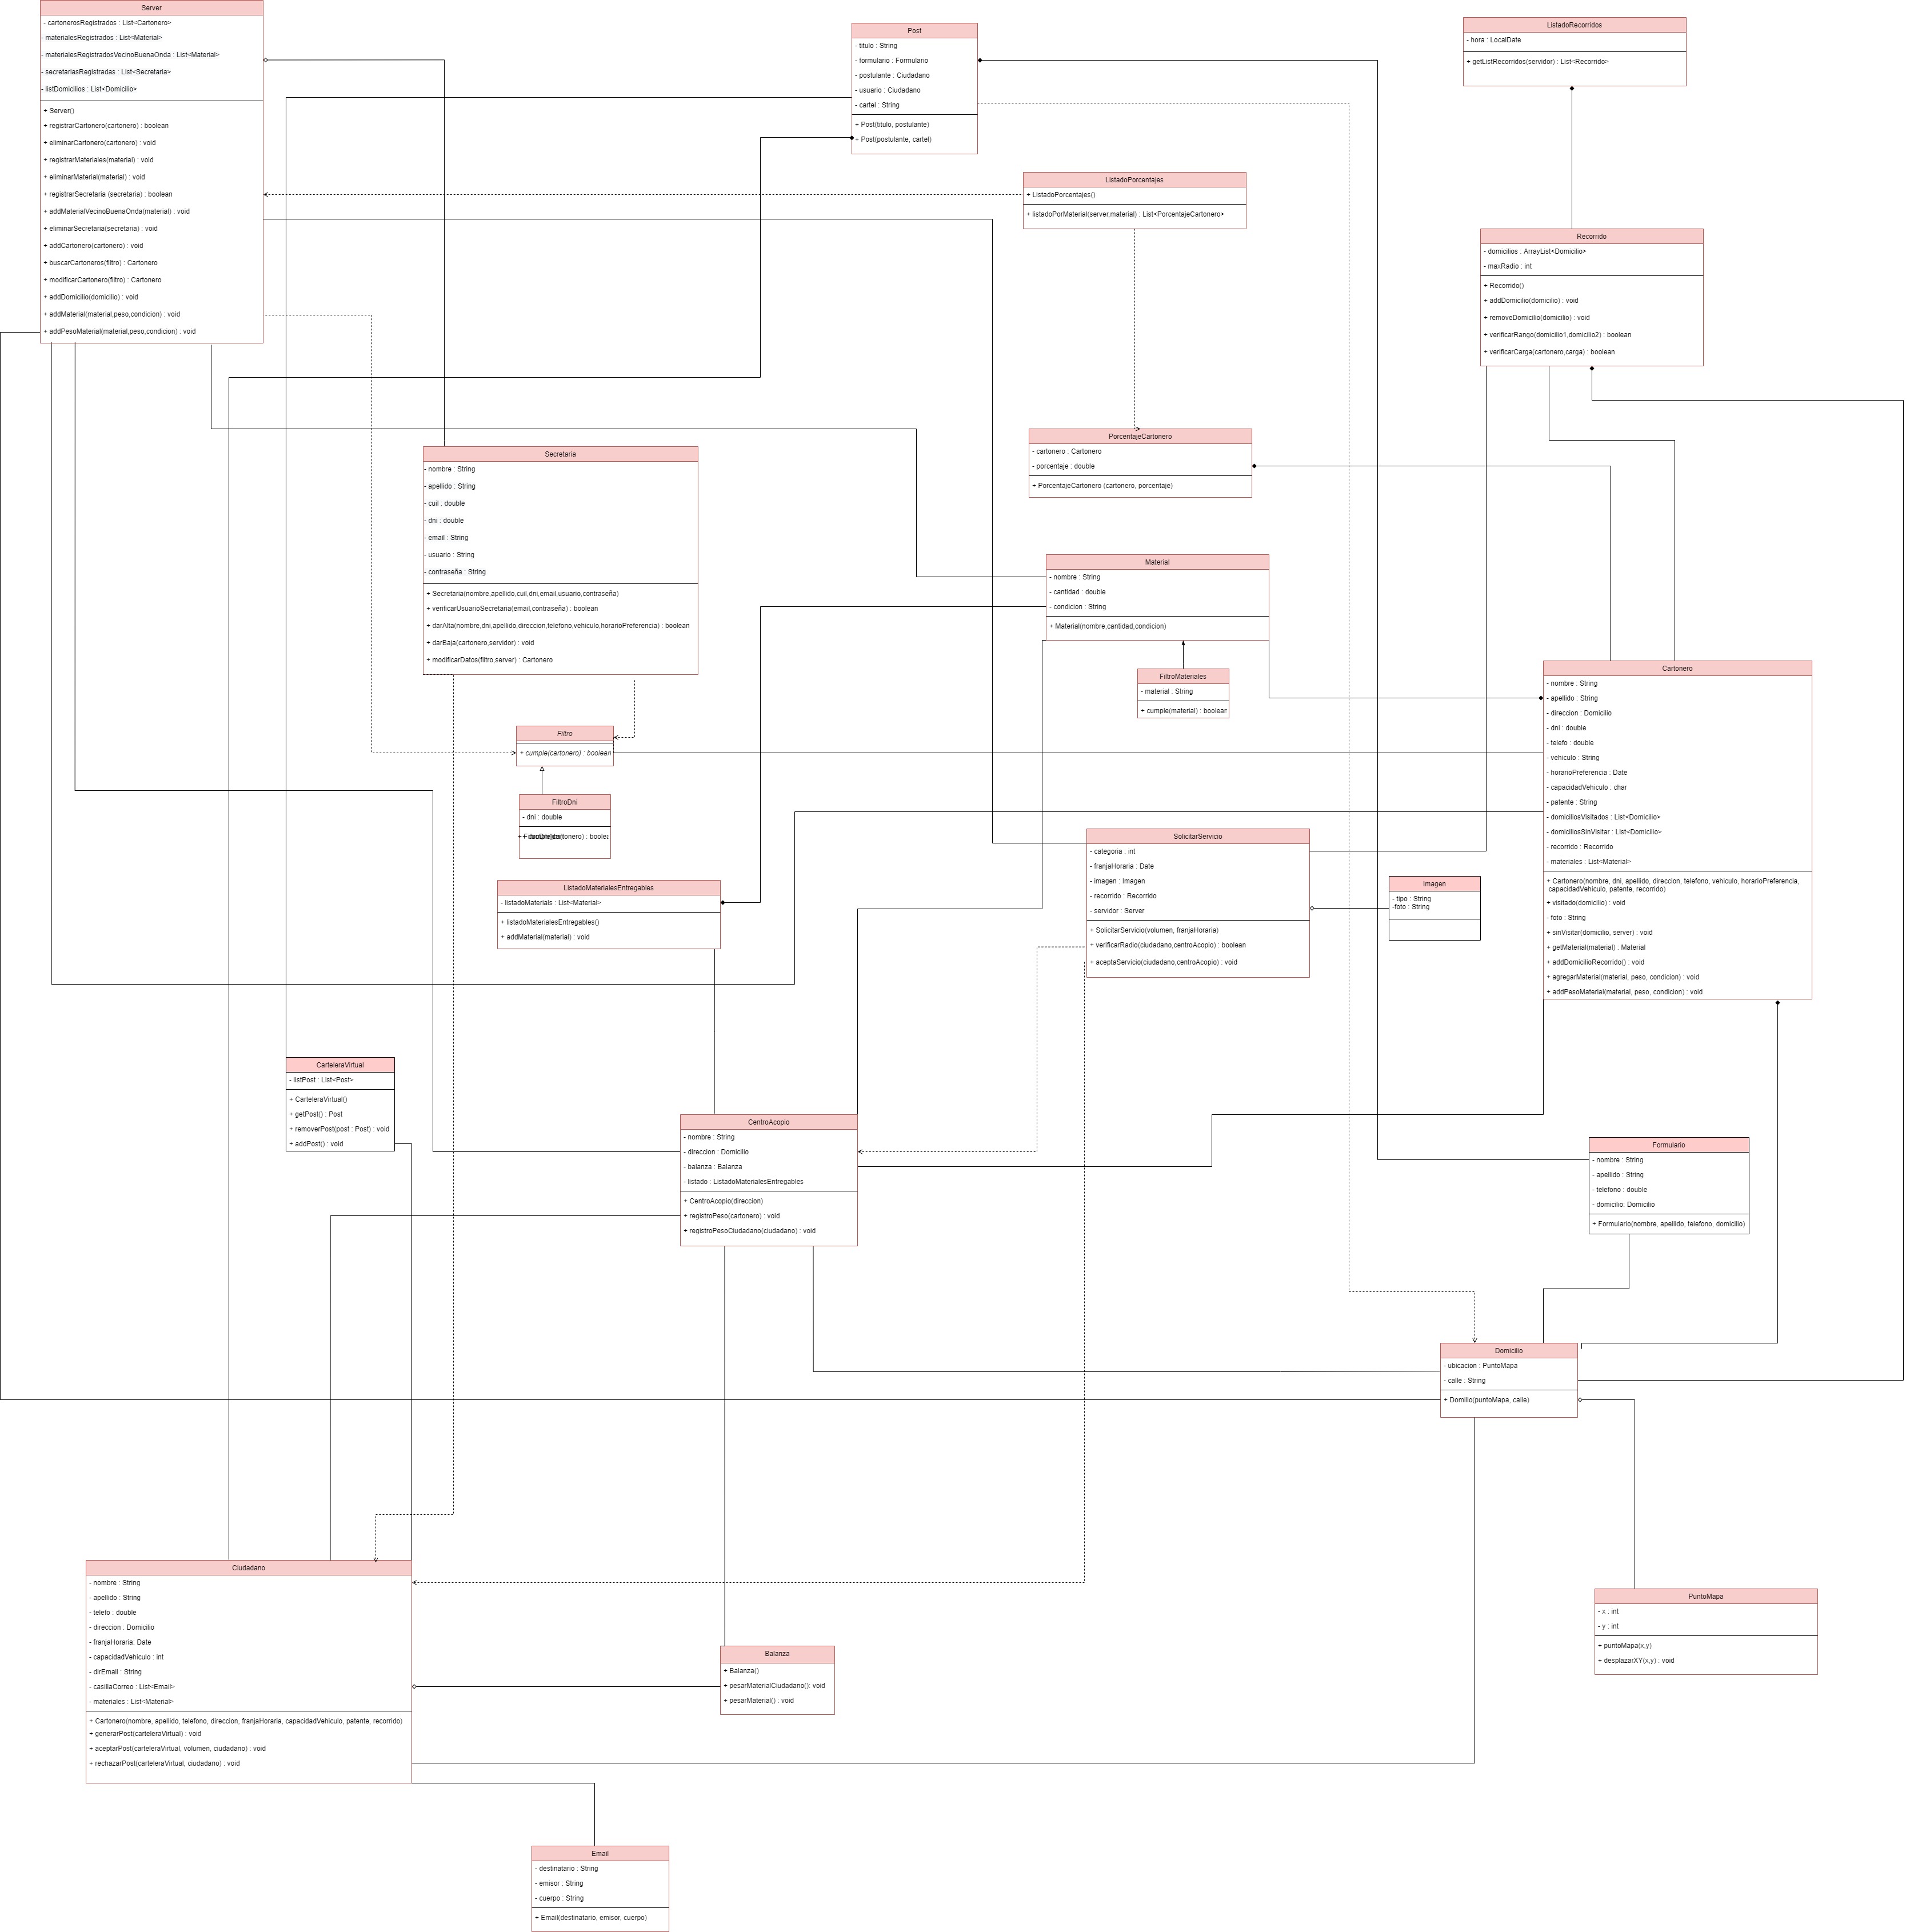 Server
- cartonerosRegistrados : List<Cartonero>
- materialesRegistrados : List<Material>
- materialesRegistradosVecinoBuenaOnda : List<Material>
- secretariasRegistradas : List<Secretaria>
- listDomicilios : List<Domicilio>
+ Server()
+ registrarCartonero(cartonero) : boolean
+ eliminarCartonero(cartonero) : void
+ registrarMateriales(material) : void
+ eliminarMaterial(material) : void
+ registrarSecretaria (secretaria) : boolean
+ addMaterialVecinoBuenaOnda(material) : void
+ eliminarSecretaria(secretaria) : void
+ addCartonero(cartonero) : void
+ buscarCartoneros(filtro) : Cartonero
+ modificarCartonero(filtro) : Cartonero
+ addDomicilio(domicilio) : void
+ addMaterial(material,peso,condicion) : void
+ addPesoMaterial(material,peso,condicion) : void
Post
- titulo : String
- formulario : Formulario
- postulante : Ciudadano
- usuario : Ciudadano
- cartel : String
+ Post(titulo, postulante)
+ Post(postulante, cartel)
ListadoRecorridos
- hora : LocalDate
+ getListRecorridos(servidor) : List<Recorrido>
ListadoPorcentajes
+ ListadoPorcentajes()
+ listadoPorMaterial(server,material) : List<PorcentajeCartonero>
Recorrido
- domicilios : ArrayList<Domicilio>
- maxRadio : int
+ Recorrido()
+ addDomicilio(domicilio) : void
+ removeDomicilio(domicilio) : void
+ verificarRango(domicilio1,domicilio2) : boolean
+ verificarCarga(cartonero,carga) : boolean
PorcentajeCartonero
- cartonero : Cartonero
- porcentaje : double
+ PorcentajeCartonero (cartonero, porcentaje)
Secretaria
- nombre : String
- apellido : String
- cuil : double
- dni : double
- email : String
- usuario : String
- contraseña : String
+ Secretaria(nombre,apellido,cuil,dni,email,usuario,contraseña)
+ verificarUsuarioSecretaria(email,contraseña) : boolean
+ darAlta(nombre,dni,apellido,direccion,telefono,vehiculo,horarioPreferencia) : boolean
+ darBaja(cartonero,servidor) : void
+ modificarDatos(filtro,server) : Cartonero
Material
- nombre : String
- cantidad : double
- condicion : String
+ Material(nombre,cantidad,condicion)
FiltroMateriales
- material : String
+ cumple(material) : boolean
Cartonero
- nombre : String
- apellido : String
- direccion : Domicilio
- dni : double
- telefo : double
- vehiculo : String
- horarioPreferencia : Date
- capacidadVehiculo : char
- patente : String
- domiciliosVisitados : List<Domicilio>
- domiciliosSinVisitar : List<Domicilio>
- recorrido : Recorrido
- materiales : List<Material>
+ Cartonero(nombre, dni, apellido, direccion, telefono, vehiculo, horarioPreferencia,
capacidadVehiculo, patente, recorrido)
+ visitado(domicilio) : void
- foto : String
+ sinVisitar(domicilio, server) : void
+ getMaterial(material) : Material
+ addDomicilioRecorrido() : void
+ agregarMaterial(material, peso, condicion) : void
+ addPesoMaterial(material, peso, condicion) : void
Filtro
+ cumple(cartonero) : boolean
FiltroDni
- dni : double
SolicitarServicio
- categoria : int
- franjaHoraria : Date
- imagen : Imagen
- recorrido : Recorrido
- servidor : Server
+ SolicitarServicio(volumen, franjaHoraria)
+ verificarRadio(ciudadano,centroAcopio) : boolean
+ aceptaServicio(ciudadano,centroAcopio) : void
Imagen
- tipo : String
-foto : String
ListadoMaterialesEntregables
- listadoMaterials : List<Material>
+ listadoMaterialesEntregables()
+ addMaterial(material) : void
CarteleraVirtual
- listPost : List<Post>
+ CarteleraVirtual()
+ getPost() : Post
+ removerPost(post : Post) : void
+ addPost() : void
CentroAcopio
- nombre : String
- direccion : Domicilio
- balanza : Balanza
- listado : ListadoMaterialesEntregables
+ CentroAcopio(direccion)
+ registroPeso(cartonero) : void
+ registroPesoCiudadano(ciudadano) : void
Formulario
- nombre : String
- apellido : String
- telefono : double
- domicilio: Domicilio
+ Formulario(nombre, apellido, telefono, domicilio)
Domicilio
- ubicacion : PuntoMapa
- calle : String
+ Domilio(puntoMapa, calle)
Ciudadano
- nombre : String
- apellido : String
- telefo : double
- direccion : Domicilio
- franjaHoraria: Date
- capacidadVehiculo : int
- dirEmail : String
- casillaCorreo : List<Email>
- materiales : List<Material>
+ Cartonero(nombre, apellido, telefono, direccion, franjaHoraria, capacidadVehiculo, patente, recorrido)
+ generarPost(carteleraVirtual) : void
+ aceptarPost(carteleraVirtual, volumen, ciudadano) : void
+ rechazarPost(carteleraVirtual, ciudadano) : void
PuntoMapa
- x : int
- y : int
+ puntoMapa(x,y)
+ desplazarXY(x,y) : void
Balanza
+ Balanza()
+ pesarMaterialCiudadano(): void
+ pesarMaterial() : void
Email
- destinatario : String
- emisor : String
- cuerpo : String
+ Email(destinatario, emisor, cuerpo)